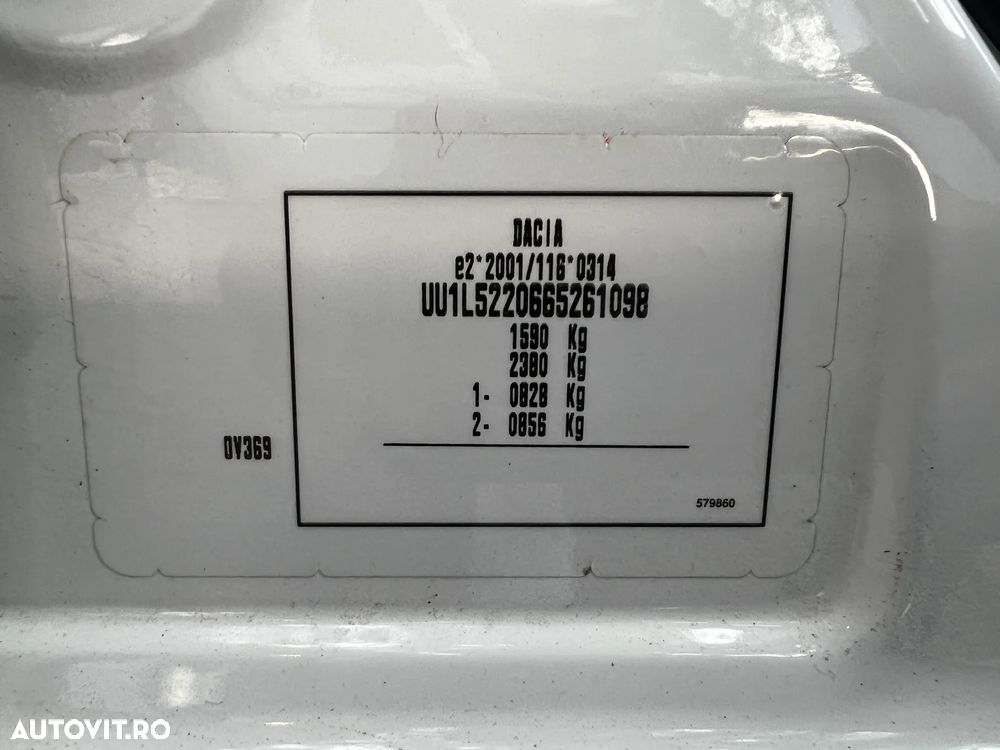 DACIA
e2*2001/116*0314
UU1L5220665261098
1590 Kg
2380 Kg
1- 0828 Kg
2- 0856 Kg
0V369
579860
AUTOVIT.RO